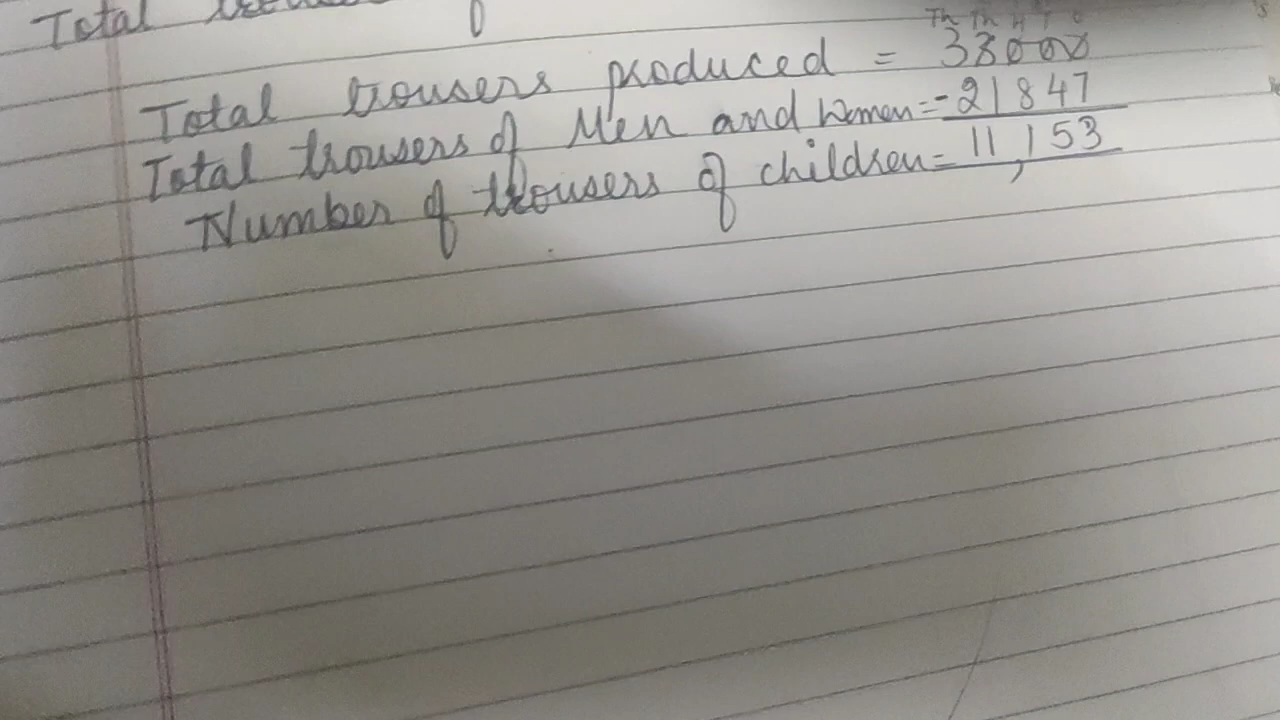 Total
Th Th H T O
Total trousers produced = 33000
Total trousers of Men and Women = - 21847
Number of trousers of children = 11,153